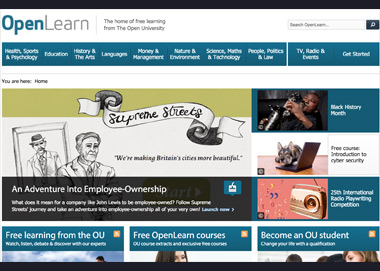 OpenLearn
The home of free learning
from The Open University
Search OpenLearn...
Health, Sports
& Psychology
Education
History &
The Arts
Languages
Money &
Management
Nature &
Environment
Science, Maths
& Technology
People, Politics
& Law
TV, Radio &
Events
Get Started
You are here: Home
Supreme Streets
"We're making Britain's cities more beautiful."
An Adventure into Employee-Ownership
What does it mean for a company like John Lewis to be employee-owned? Follow Supreme
Streets' journey and take an adventure into employee-ownership all of your very own! Launch now >
Black History
Month
Free course:
Introduction to
cyber security
25th International
Radio Playwriting
Competition
Free learning from the OU
Watch, listen, debate & discover with our experts
Free OpenLearn courses
OU course extracts and exclusive free courses
Become an OU student
Change your life with a qualification